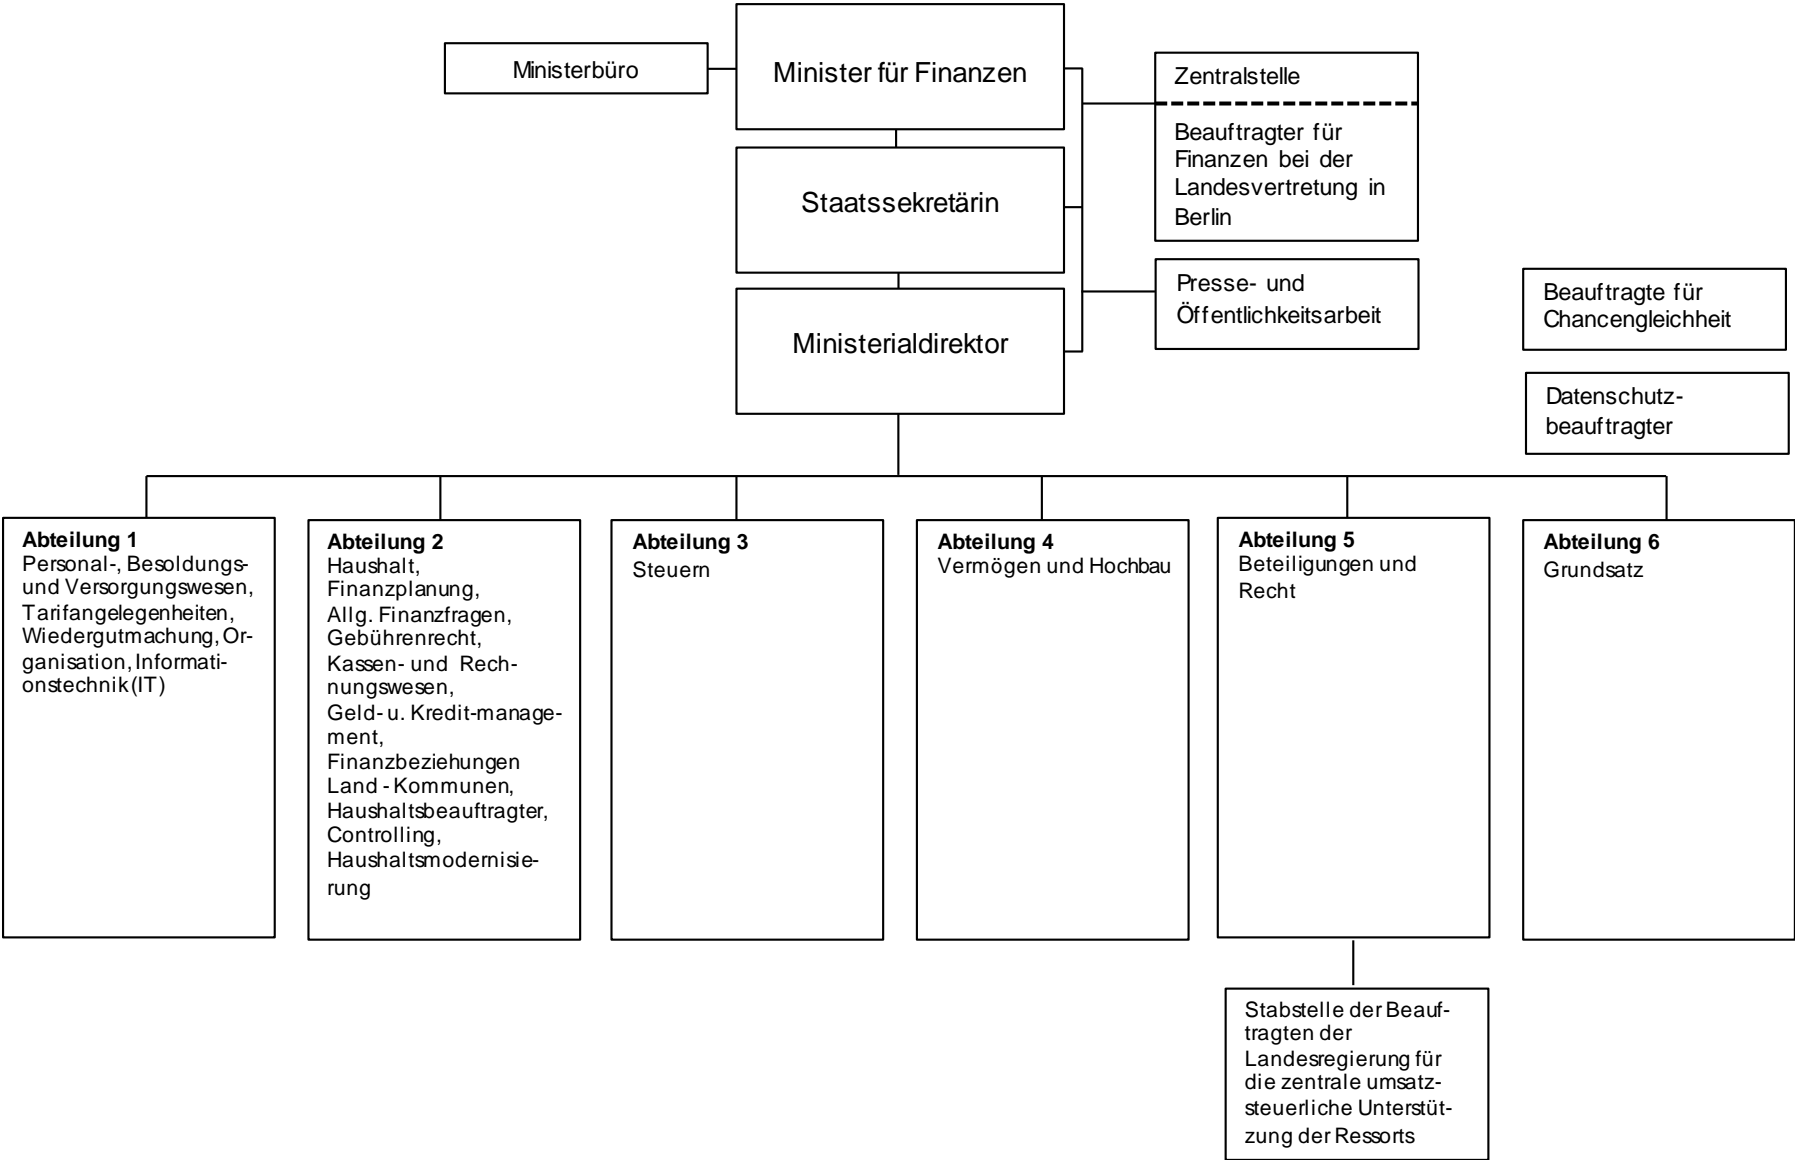 Ministerbüro
Minister für Finanzen
Zentralstelle
Beauftragter für
Finanzen bei der
Landesvertretung in
Berlin
Staatssekretärin
Presse- und
Öffentlichkeitsarbeit
Ministerialdirektor
Beauftragte für
Chancengleichheit
Datenschutz-
beauftragter
Abteilung 1
Personal-, Besoldungs-
und Versorgungswesen,
Tarifangelegenheiten,
Wiedergutmachung, Or-
ganisation, Informati-
onstechnik (IT)
Abteilung 2
Haushalt,
Finanzplanung,
Allg. Finanzfragen,
Gebührenrecht,
Kassen- und Rech-
nungswesen,
Geld- u. Kredit-manage-
ment,
Finanzbeziehungen
Land - Kommunen,
Haushaltsbeauftragter,
Controlling,
Haushaltsmodernisie-
rung
Abteilung 3
Steuern
Abteilung 4
Vermögen und Hochbau
Abteilung 5
Beteiligungen und
Recht
Abteilung 6
Grundsatz
Stabstelle der Beauf-
tragten der
Landesregierung für
die zentrale umsatz-
steuerliche Unterstüt-
zung der Ressorts